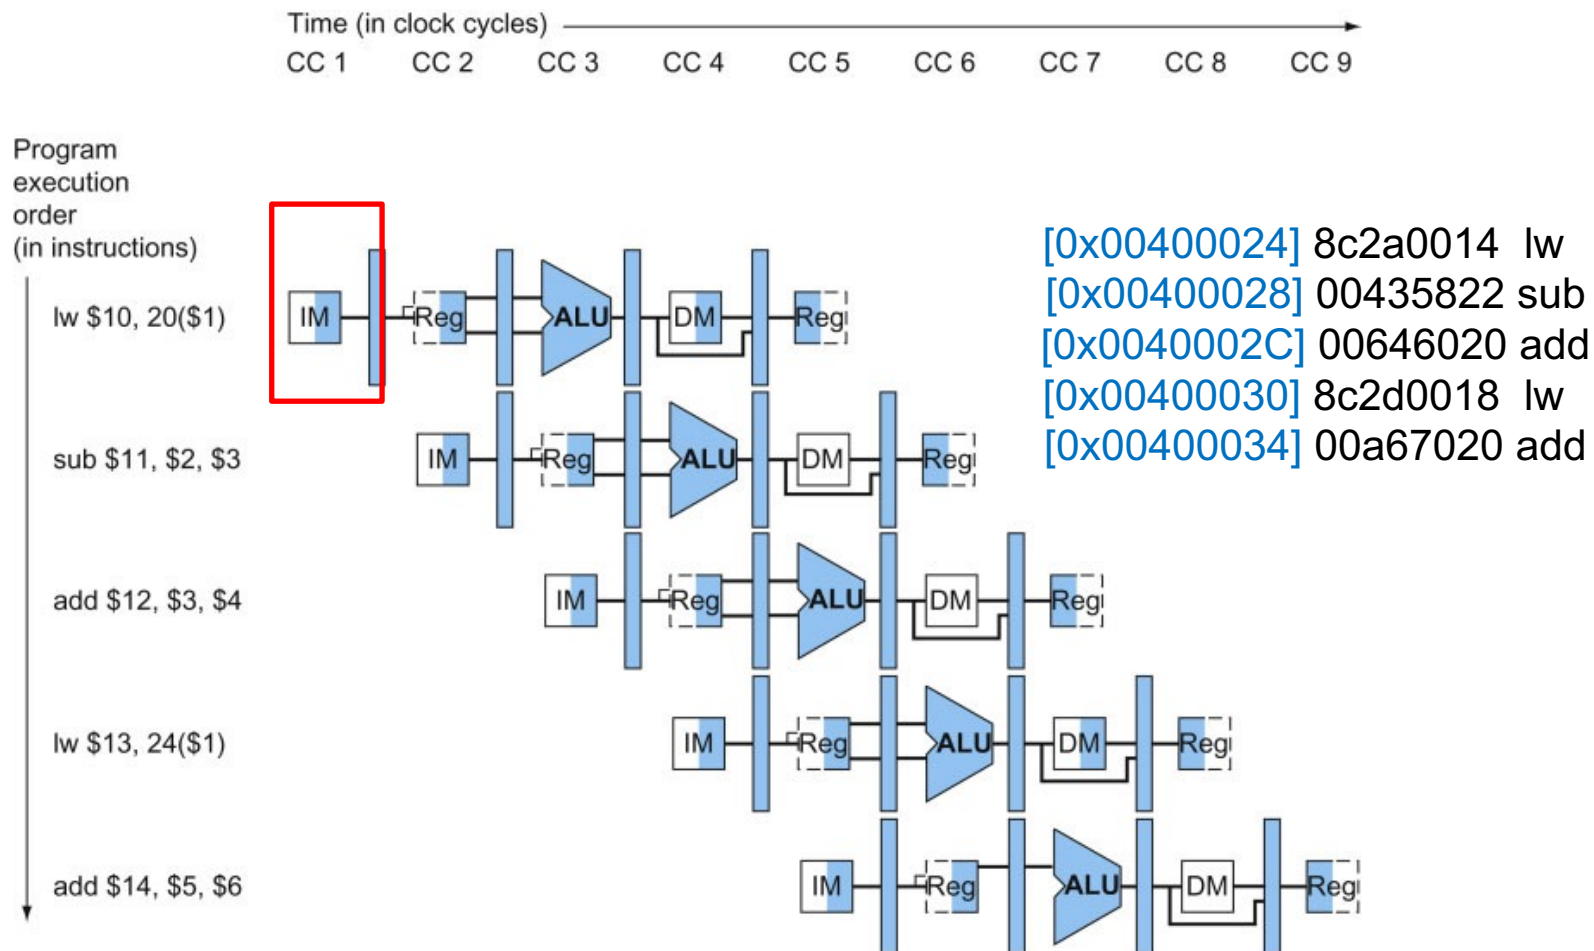 Time (in clock cycles)
CC 1 CC 2 CC 3 CC 4 CC 5 CC 6 CC 7 CC 8 CC 9
Program
execution
order
(in instructions)
[0x00400024] 8c2a0014 lw
[0x00400028] 00435822 sub
[0x0040002C] 00646020 add
[0x00400030] 8c2d0018 lw
[0x00400034] 00a67020 add
lw $10, 20($1) IM Reg ALU DM Reg
sub $11, $2, $3 IM Reg ALU DM Reg
add $12, $3, $4 IM Reg ALU DM Reg
lw $13, 24($1) IM Reg ALU DM Reg
add $14, $5, $6 IM Reg ALU DM Reg